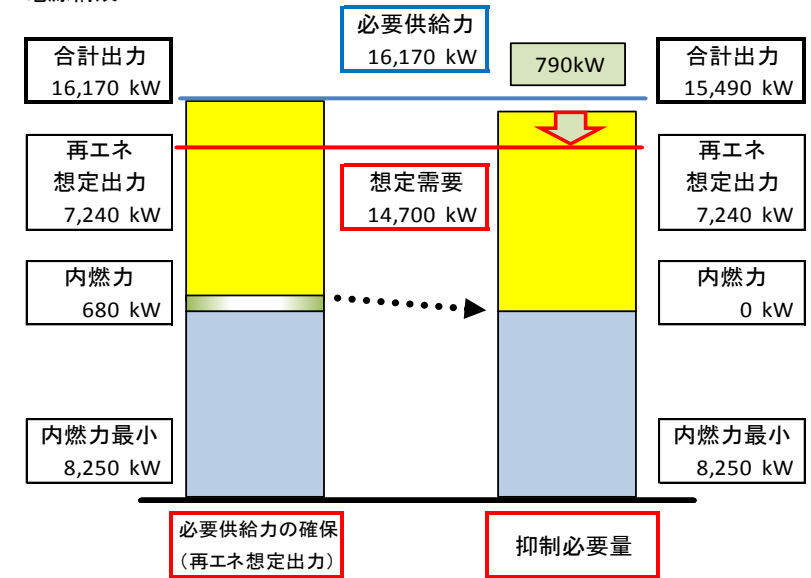 必要供給力
16,170 kW
合計出力
16,170 kW
790kW
合計出力
15,490 kW
再エネ
想定出力
7,240 kW
想定需要
14,700 kW
再エネ
想定出力
7,240 kW
内燃力
680 kW
内燃力
0 kW
内燃力最小
8,250 kW
内燃力最小
8,250 kW
必要供給力の確保
（再エネ想定出力）
抑制必要量